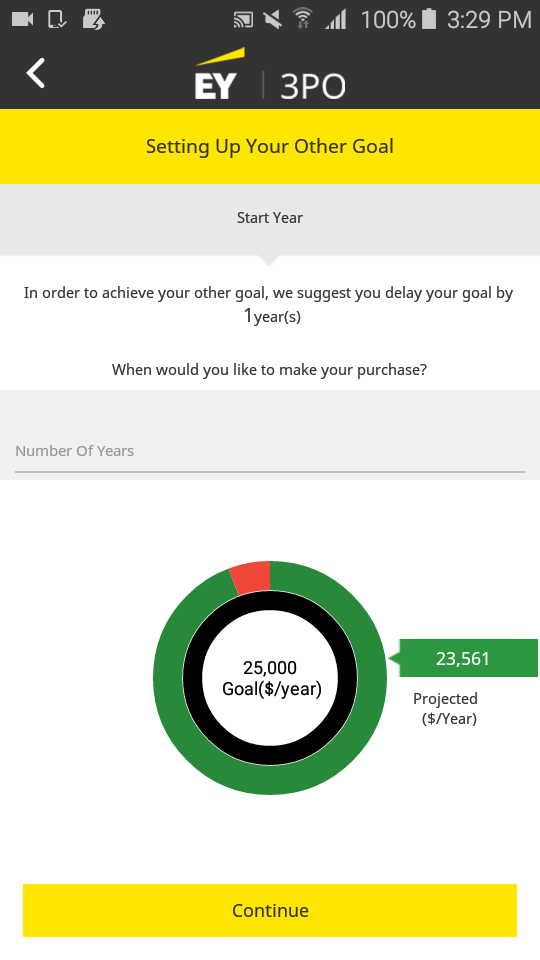 100% 3:29 PM
EY | 3PO
Setting Up Your Other Goal
Start Year
In order to achieve your other goal, we suggest you delay your goal by
1year(s)
When would you like to make your purchase?
Number Of Years
25,000
Goal($/year)
23,561
Projected
($/Year)
Continue